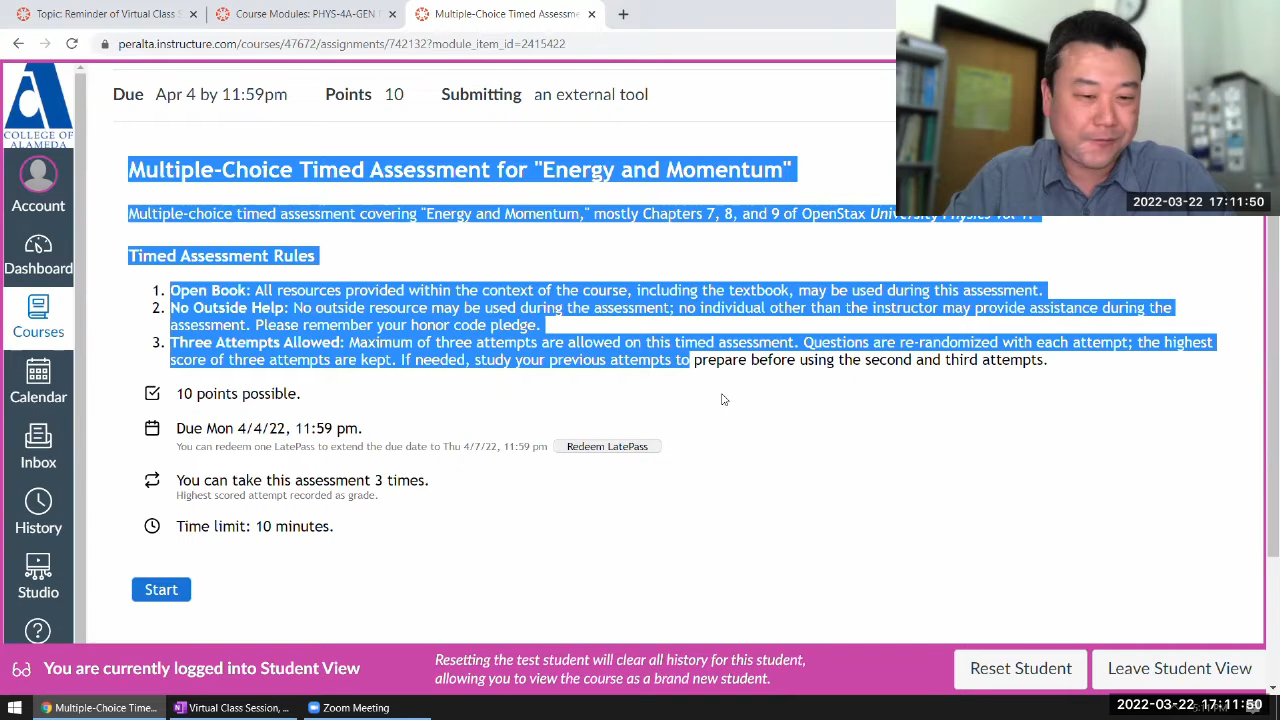 Topic: Reminder of Virtual Class S
Course Modules: PHYS-4A-GEN
Multiple-Choice Timed Assessme
peralta.instructure.com/courses/47672/assignments/742132?module_item_id=2415422
COLLEGE OF
ALAMEDA
Account
Dashboard
Courses
Calendar
Inbox
History
Studio
Due Apr 4 by 11:59pm Points 10 Submitting an external tool
Multiple-Choice Timed Assessment for "Energy and Momentum"
Multiple-choice timed assessment covering "Energy and Momentum," mostly Chapters 7, 8, and 9 of OpenStax University Physics Vol 1.
Timed Assessment Rules
1. Open Book: All resources provided within the context of the course, including the textbook, may be used during this assessment.
2. No Outside Help: No outside resource may be used during the assessment; no individual other than the instructor may provide assistance during the
assessment. Please remember your honor code pledge.
3. Three Attempts Allowed: Maximum of three attempts are allowed on this timed assessment. Questions are re-randomized with each attempt; the highest
score of three attempts are kept. If needed, study your previous attempts to prepare before using the second and third attempts.
10 points possible.
Due Mon 4/4/22, 11:59 pm.
You can redeem one LatePass to extend the due date to Thu 4/7/22, 11:59 pm Redeem LatePass
You can take this assessment 3 times.
Highest scored attempt recorded as grade.
Time limit: 10 minutes.
Start
2022-03-22 17:11:50
You are currently logged into Student View
Resetting the test student will clear all history for this student,
allowing you to view the course as a brand new student.
Reset Student
Leave Student View
Multiple-Choice Time...
Virtual Class Session, ...
Zoom Meeting
2022-03-22 17:11:50